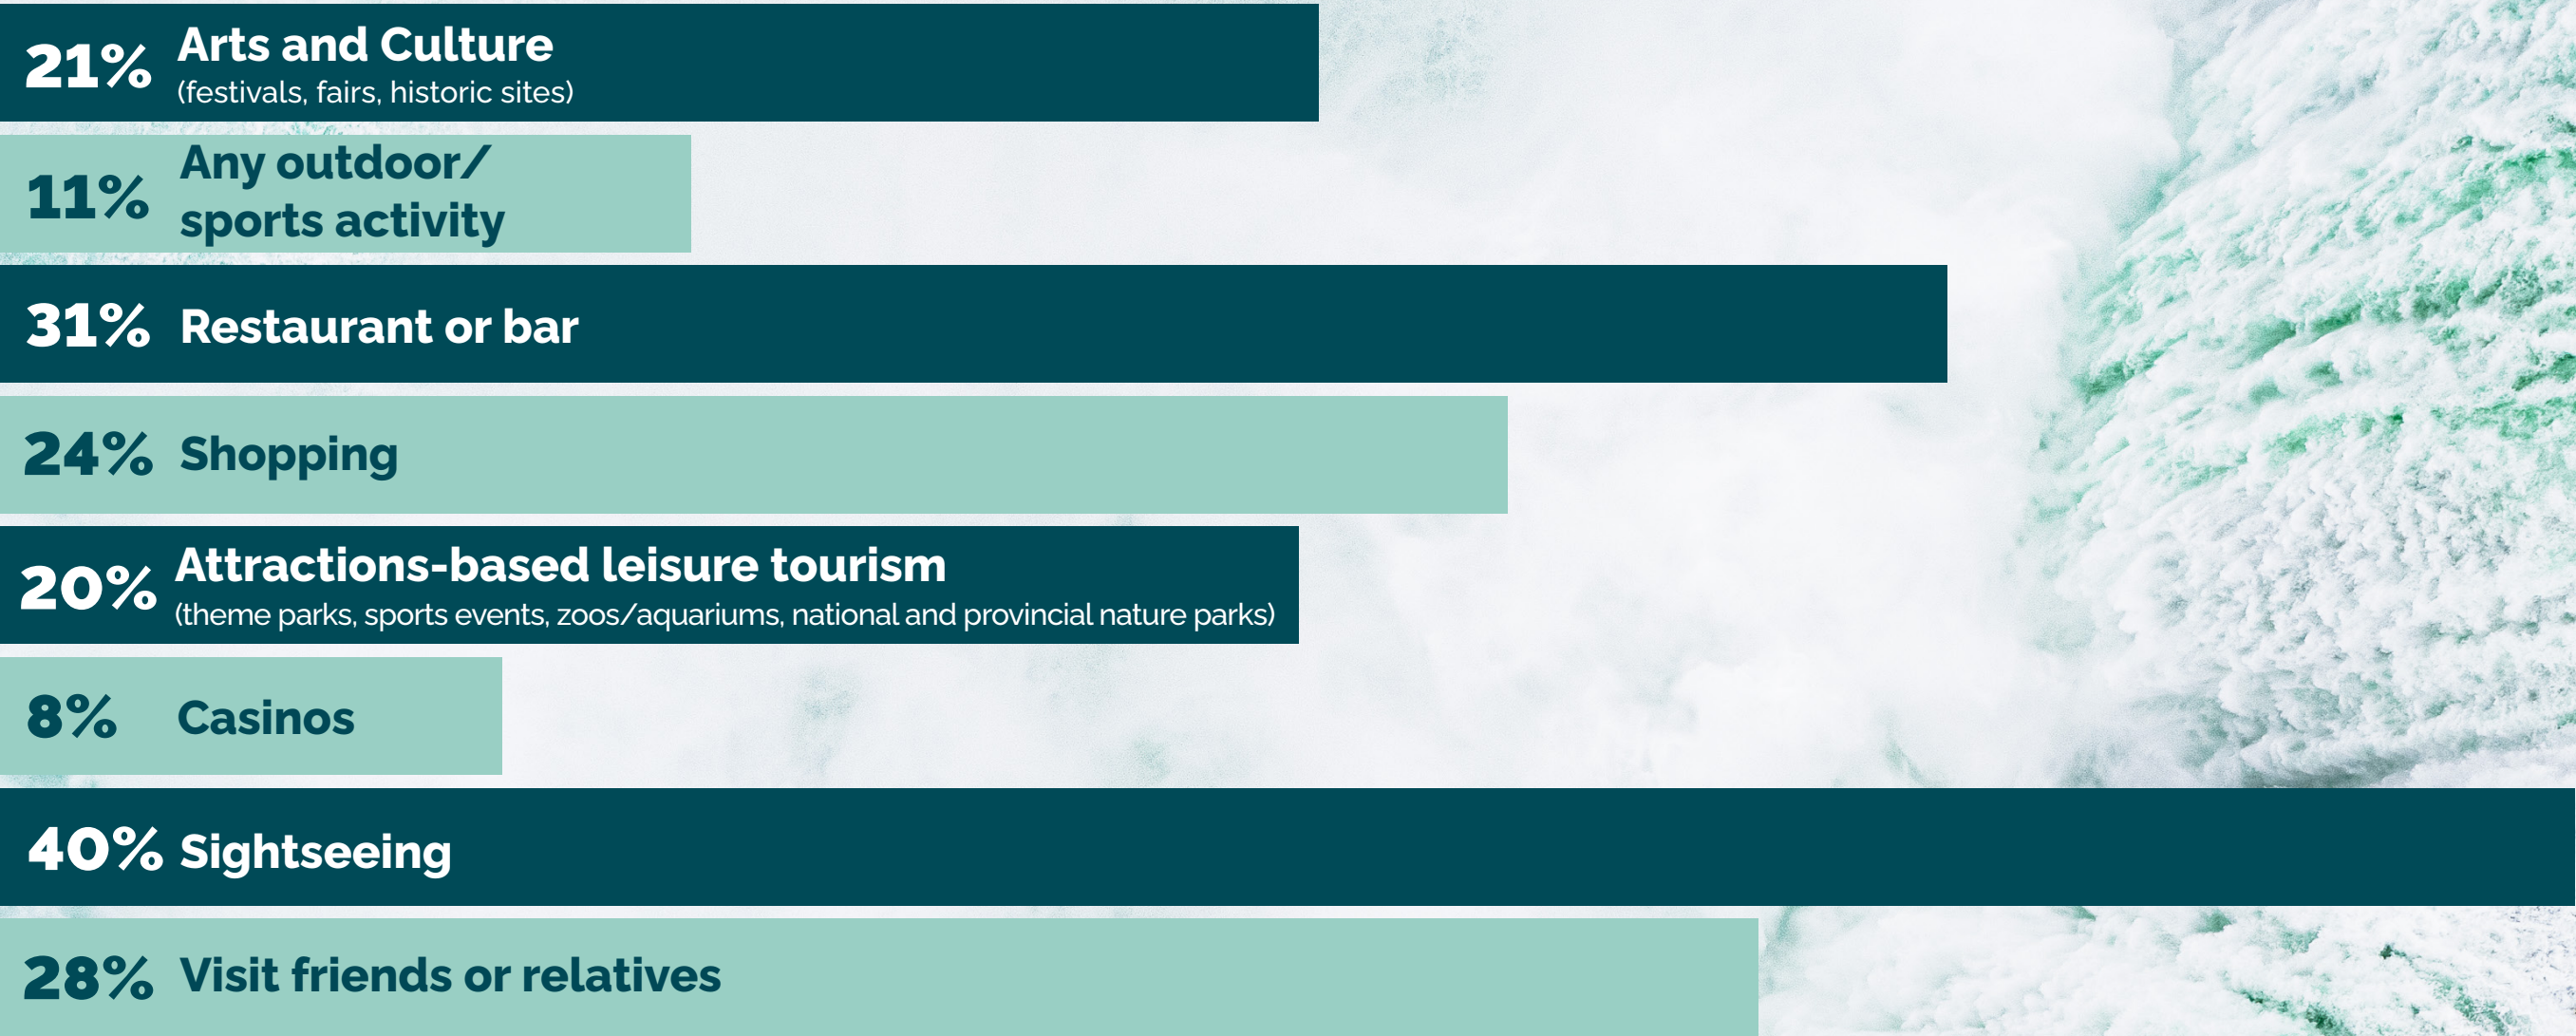 21% Arts and Culture
(festivals, fairs, historic sites)
11% Any outdoor/
sports activity
31% Restaurant or bar
24% Shopping
20% Attractions-based leisure tourism
(theme parks, sports events, zoos/aquariums, national and provincial nature parks)
8% Casinos
40% Sightseeing
28% Visit friends or relatives